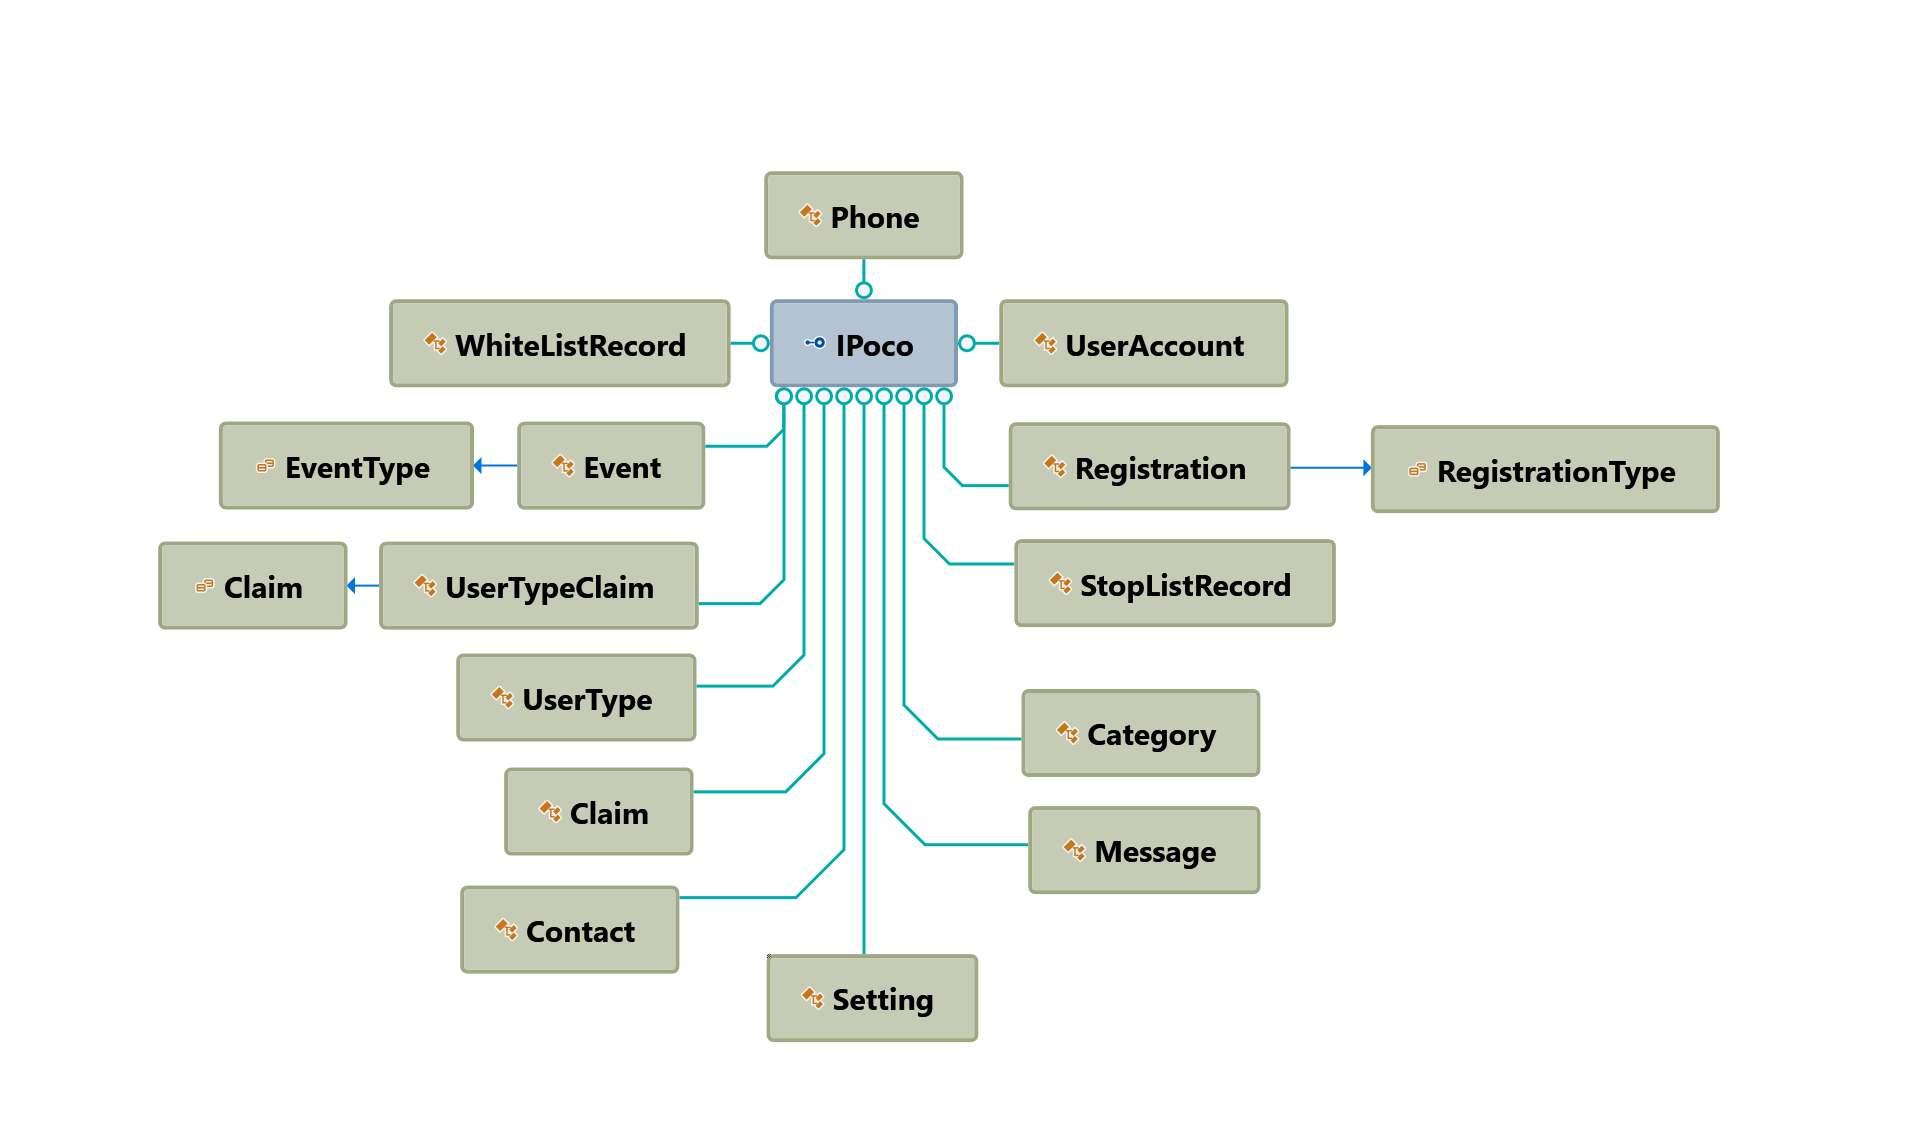 Phone
WhiteListRecord
IPoco
UserAccount
EventType
Event
Registration
RegistrationType
Claim
UserTypeClaim
StopListRecord
UserType
Category
Claim
Message
Contact
Setting